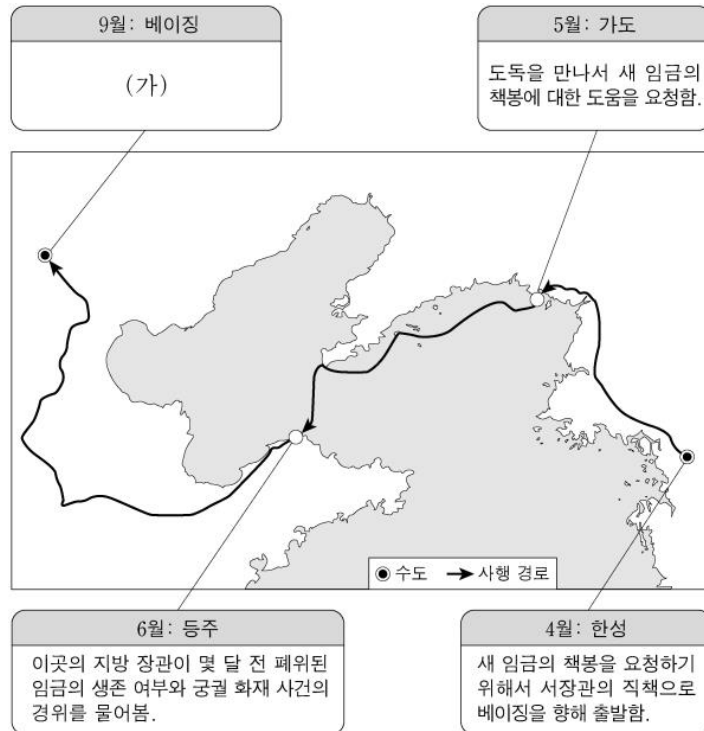 9월: 베이징
(가)
5월: 가도
도독을 만나서 새 임금의
책봉에 대한 도움을 요청함.
◉ 수도 → 사행 경로
6월: 등주
이곳의 지방 장관이 몇 달 전 폐위된
임금의 생존 여부와 궁궐 화재 사건의
경위를 물어봄.
4월: 한성
새 임금의 책봉을 요청하기
위해서 서장관의 직책으로
베이징을 향해 출발함.